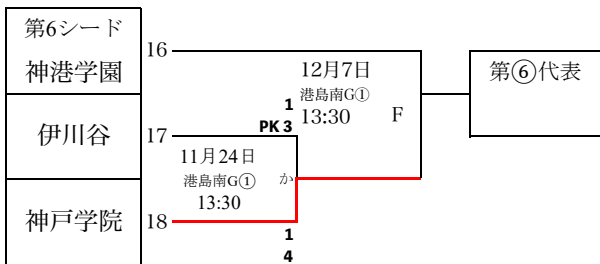 第6シード
神港学園
16
伊川谷
17
神戸学院
18
11月24日
港島南G①
13:30
か
1
PK 3
1
4
12月7日
港島南G①
13:30
F
第⑥代表